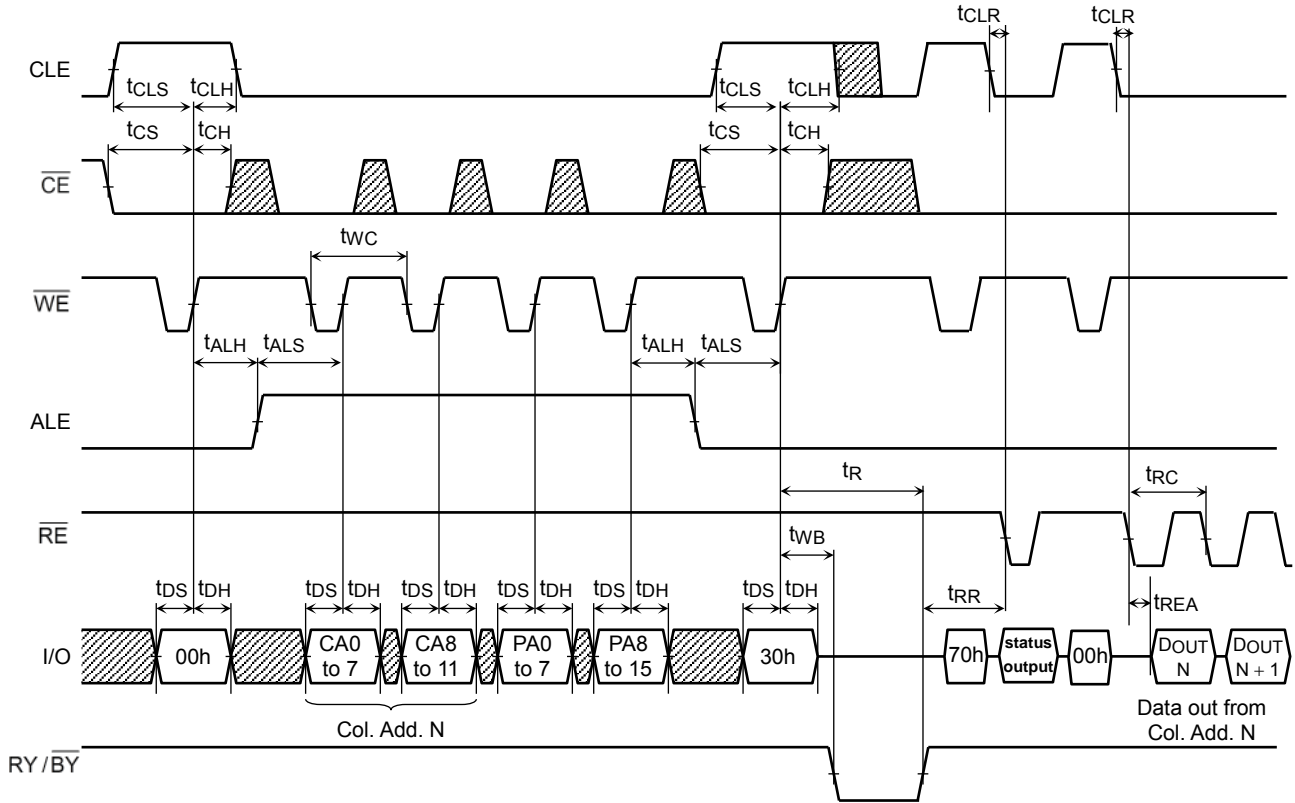 tCLR tCLR
CLE
tCLS tCLH tCLS tCLH
tCS tCH tCS tCH
CE
tWC
WE
tALH tALS tALH tALS
ALE
tR tRC
RE
tWB
tDS tDH tDS tDH tDS tDH tDS tDH tDS tDH tDS tDH tRR tREA
I/O 00h CA0 to 7 CA8 to 11 PA0 to 7 PA8 to 15 30h 70h status output 00h DOUT N DOUT N + 1
Col. Add. N
Data out from
Col. Add. N
RY / BY